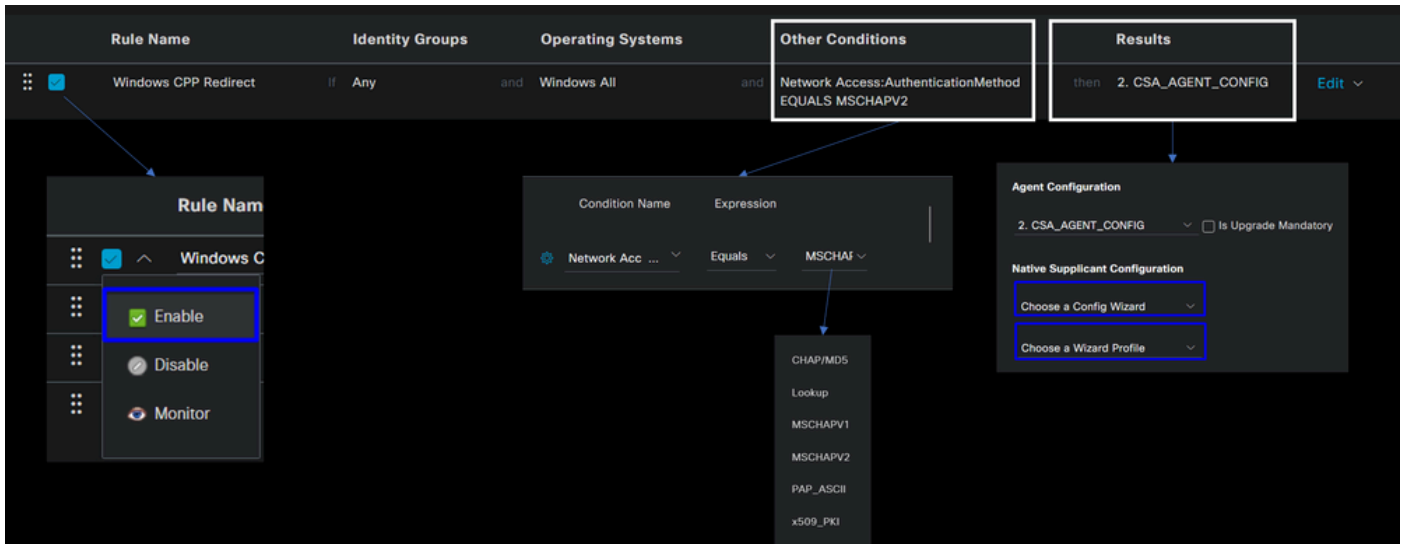 Rule Name Identity Groups Operating Systems Other Conditions Results
Windows CPP Redirect If Any and Windows All and Network Access:AuthenticationMethod then 2. CSA_AGENT_CONFIG Edit
EQUALS MSCHAPV2
Rule Nam
Windows C
Enable
Disable
Monitor
Condition Name Expression
Network Acc ... Equals MSCHAF
CHAP/MD5
Lookup
MSCHAPV1
MSCHAPV2
PAP_ASCII
x509_PKI
Agent Configuration
2. CSA_AGENT_CONFIG Is Upgrade Mandatory
Native Supplicant Configuration
Choose a Config Wizard
Choose a Wizard Profile